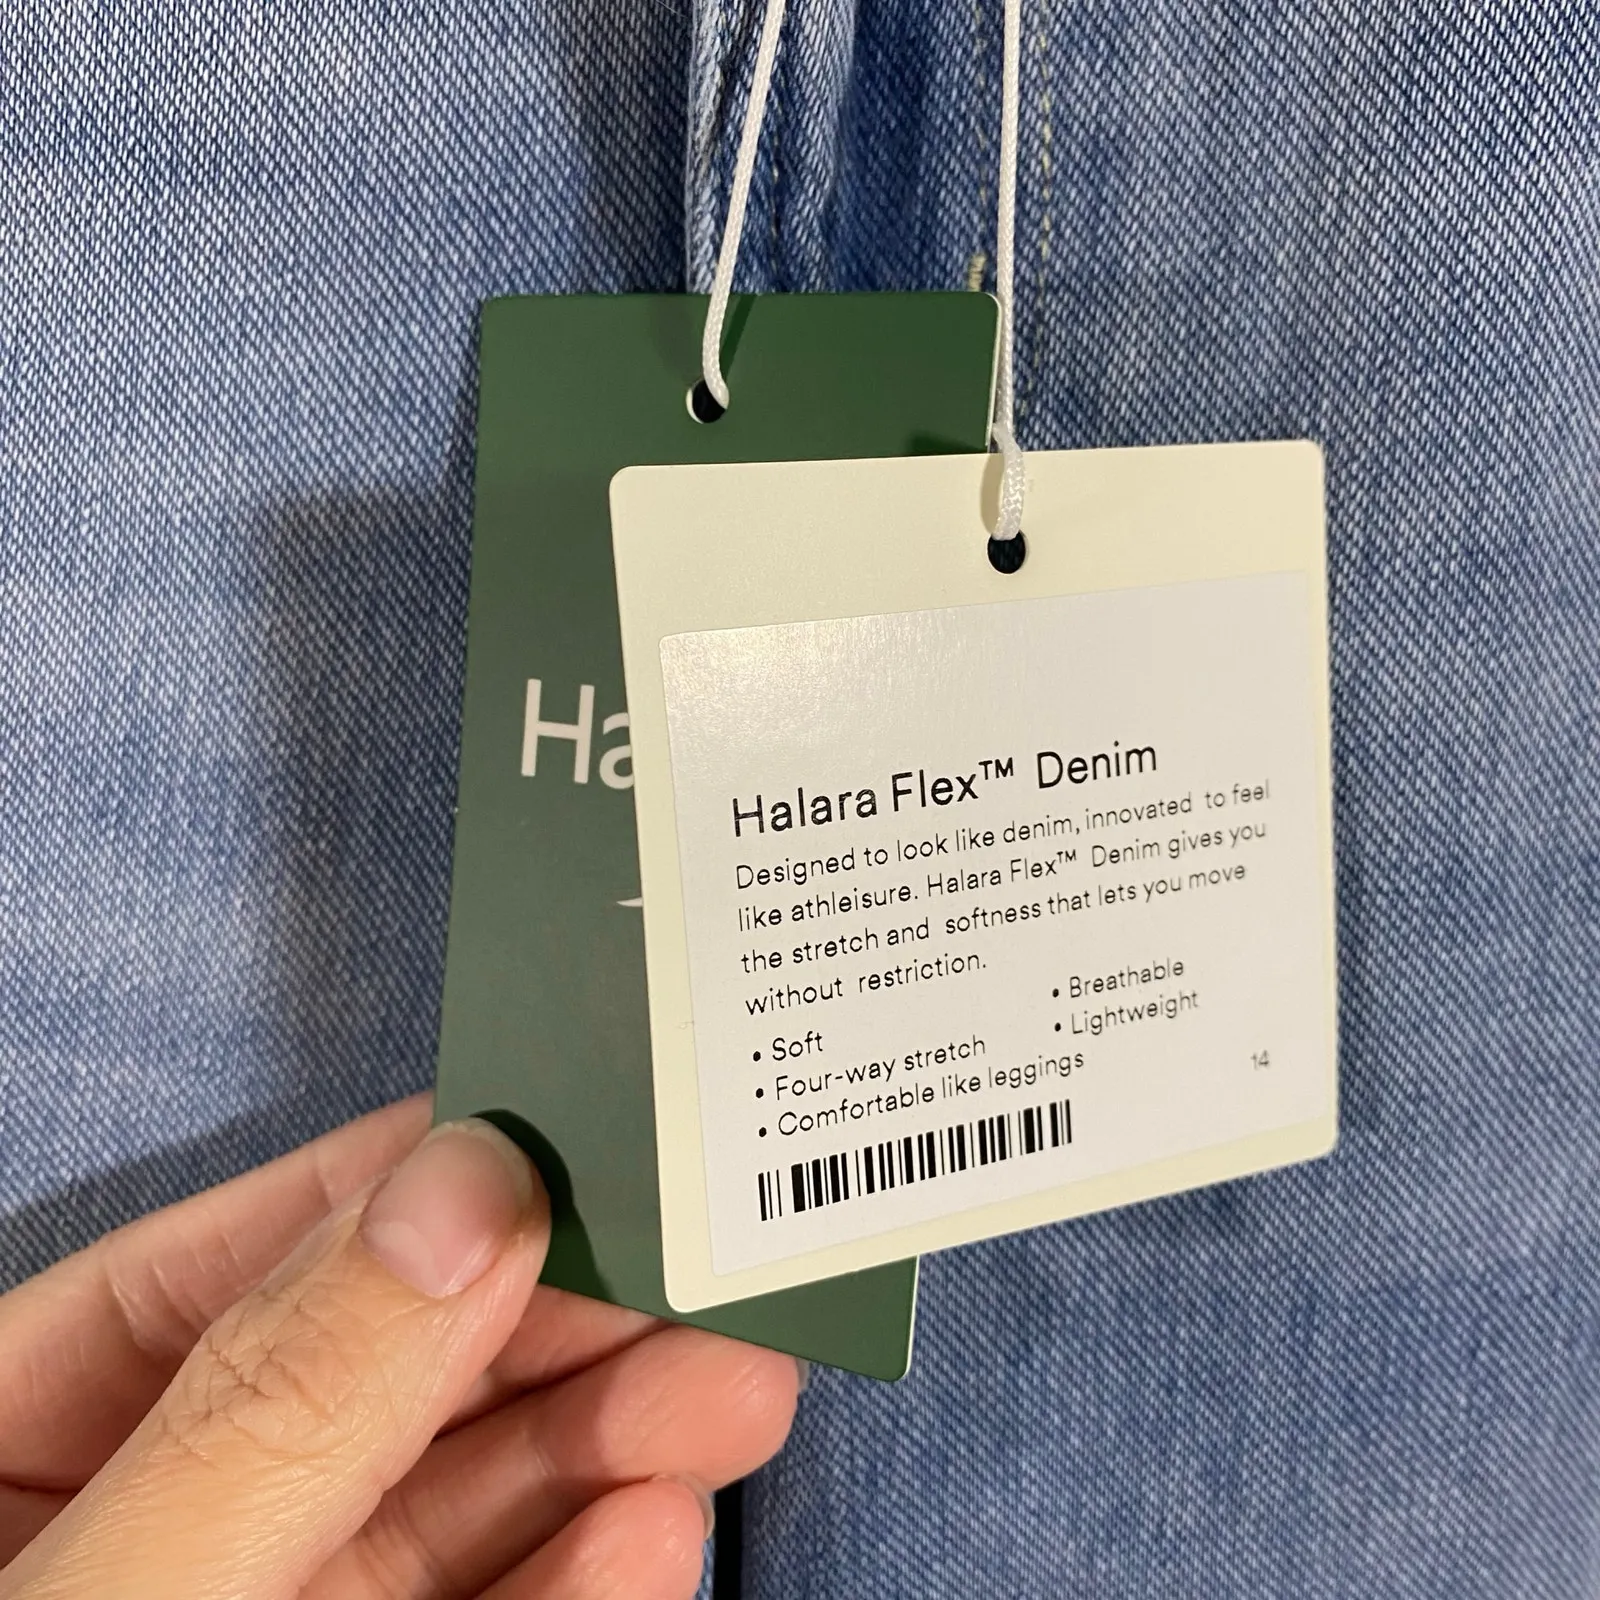 Ha
Halara Flex™ Denim
Designed to look like denim, innovated to feel
like athleisure. Halara Flex™ Denim gives you
the stretch and softness that lets you move
without restriction.
• Soft
• Four-way stretch
• Comfortable like leggings
• Breathable
• Lightweight
14